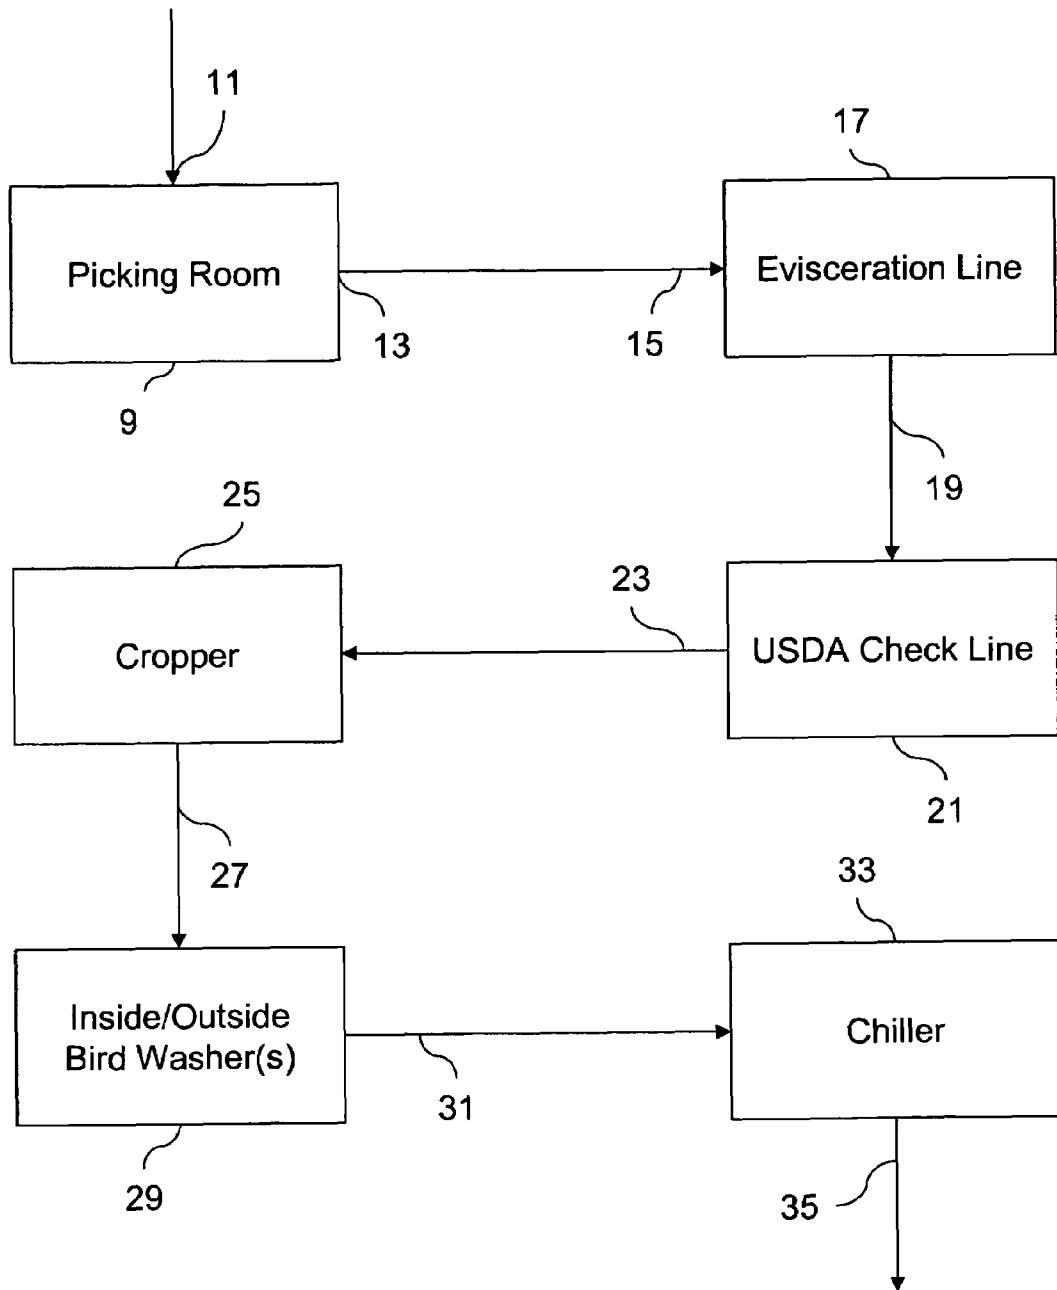 11
17
Picking Room
Evisceration Line
13
15
9
19
25
23
Cropper
USDA Check Line
21
27
33
Inside/Outside
Bird Washer(s)
Chiller
31
29
35